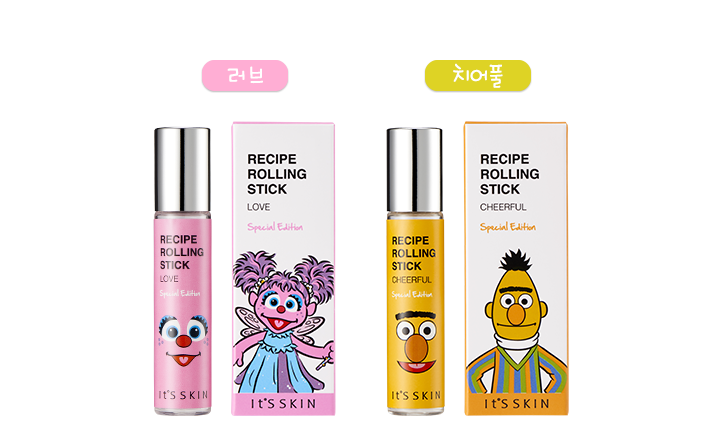 러브
치어풀
RECIPE
ROLLING
STICK
LOVE
Special Edition
It'S SKIN
RECIPE
ROLLING
STICK
LOVE
Special Edition
It'S SKIN
RECIPE
ROLLING
STICK
CHEERFUL
Special Edition
It'S SKIN
RECIPE
ROLLING
STICK
CHEERFUL
Special Edition
It'S SKIN